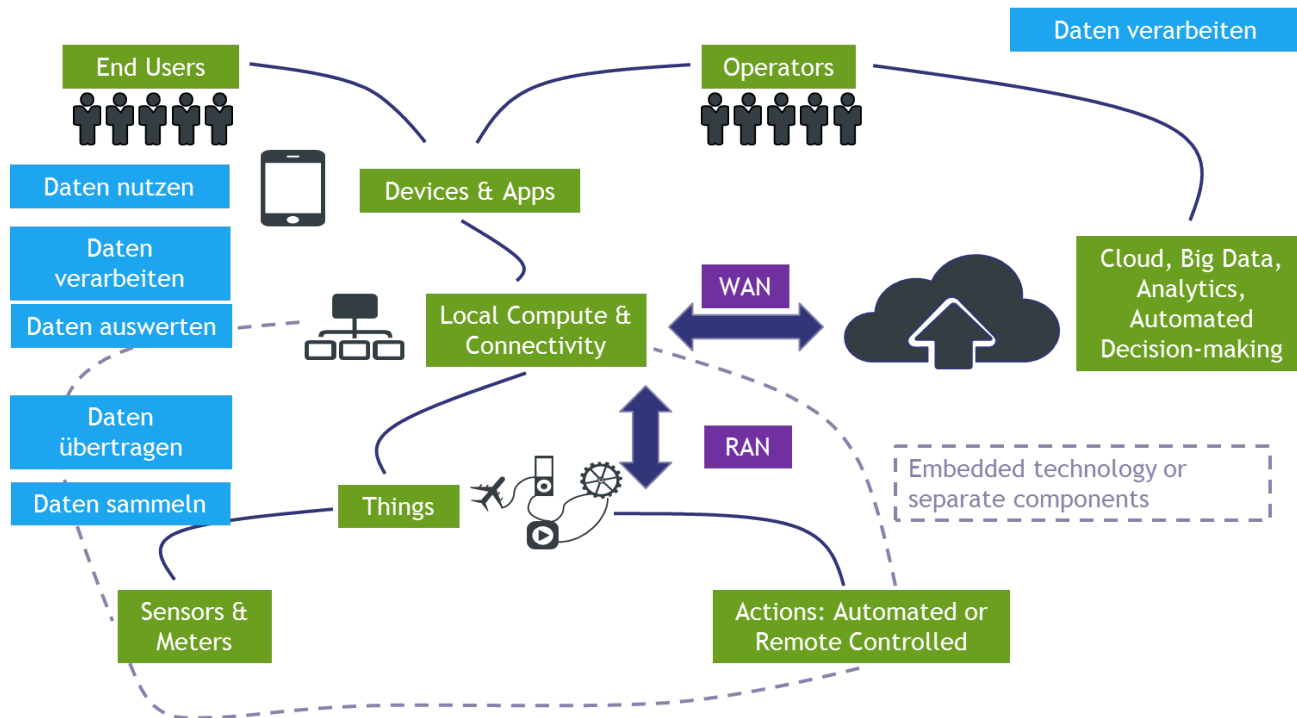 Daten verarbeiten
End Users
Operators
Daten nutzen
Devices & Apps
Daten
verarbeiten
Daten auswerten
WAN
Local Compute &
Connectivity
Cloud, Big Data,
Analytics,
Automated
Decision-making
Daten
übertragen
RAN
Embedded technology or
separate components
Daten sammeln
Things
Sensors &
Meters
Actions: Automated or
Remote Controlled